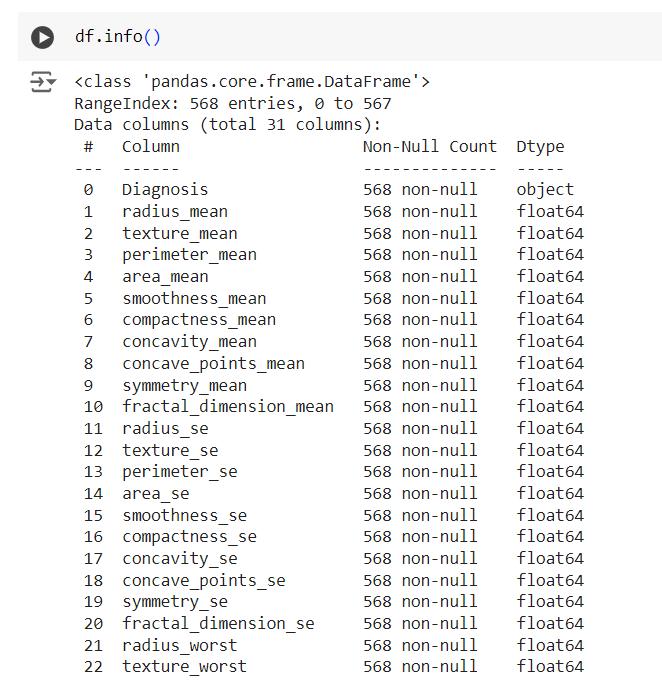 df.info()
<class 'pandas.core.frame.DataFrame'>
RangeIndex: 568 entries, 0 to 567
Data columns (total 31 columns):
 #   Column                   Non-Null Count  Dtype
---  ------                   --------------  -----
 0   Diagnosis                568 non-null    object
 1   radius_mean              568 non-null    float64
 2   texture_mean             568 non-null    float64
 3   perimeter_mean           568 non-null    float64
 4   area_mean                568 non-null    float64
 5   smoothness_mean          568 non-null    float64
 6   compactness_mean         568 non-null    float64
 7   concavity_mean           568 non-null    float64
 8   concave_points_mean      568 non-null    float64
 9   symmetry_mean            568 non-null    float64
 10  fractal_dimension_mean   568 non-null    float64
 11  radius_se                568 non-null    float64
 12  texture_se               568 non-null    float64
 13  perimeter_se             568 non-null    float64
 14  area_se                  568 non-null    float64
 15  smoothness_se            568 non-null    float64
 16  compactness_se           568 non-null    float64
 17  concavity_se             568 non-null    float64
 18  concave_points_se        568 non-null    float64
 19  symmetry_se              568 non-null    float64
 20  fractal_dimension_se     568 non-null    float64
 21  radius_worst             568 non-null    float64
 22  texture_worst            568 non-null    float64